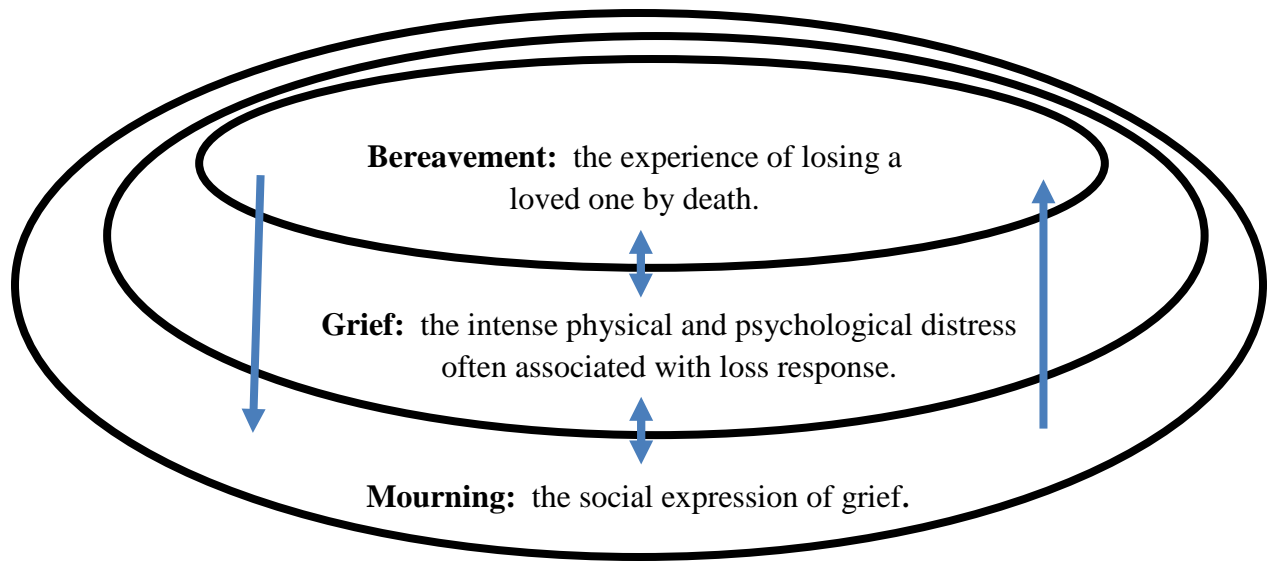 Bereavement:  the experience of losing a
loved one by death.
Grief:  the intense physical and psychological distress
often associated with loss response.
Mourning:  the social expression of grief.